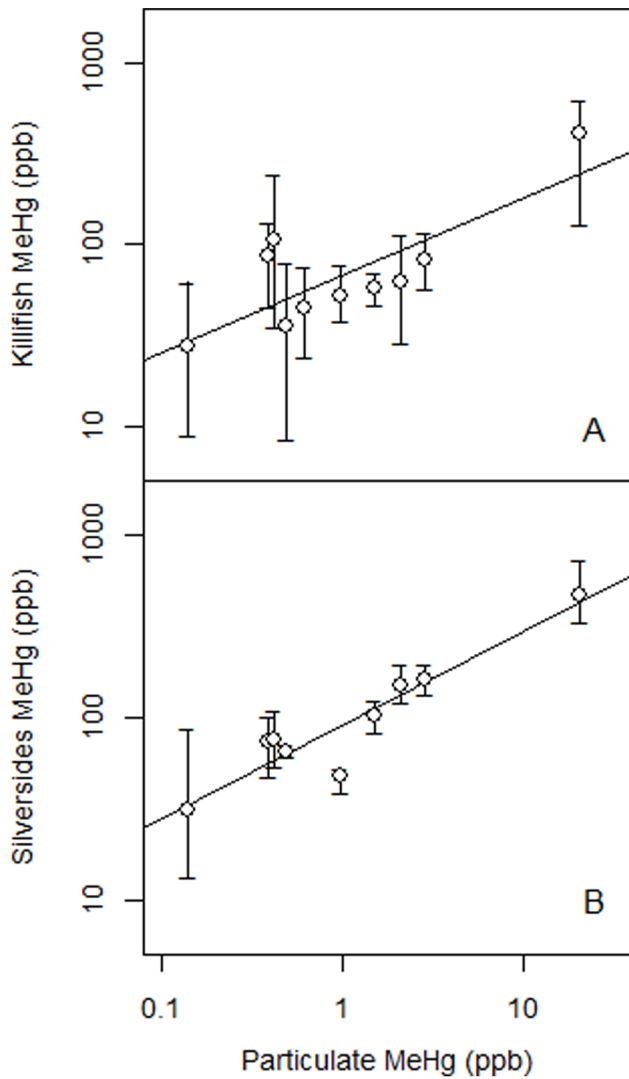 Killifish MeHg (ppb)
1000
100
10
A
Silversides MeHg (ppb)
1000
100
10
B
0.1 1 10
Particulate MeHg (ppb)